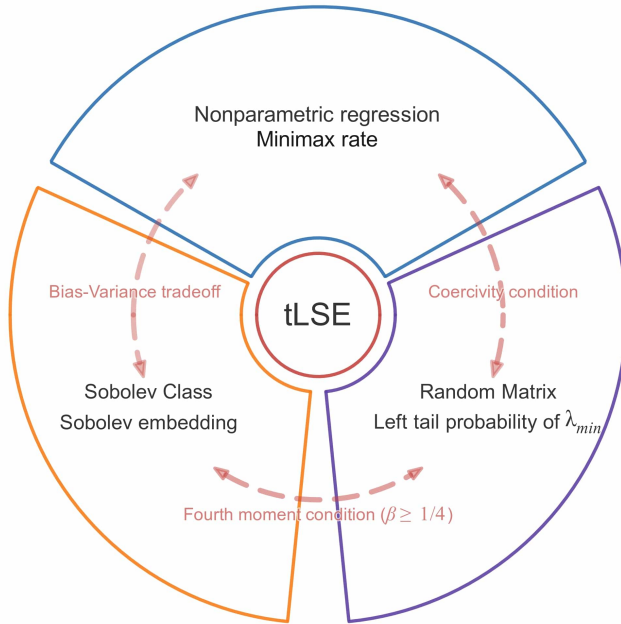 Nonparametric regression
Minimax rate
Bias-Variance tradeoff
Coercivity condition
tLSE
Sobolev Class
Sobolev embedding
Random Matrix
Left tail probability of λ_min
Fourth moment condition (β ≥ 1/4)